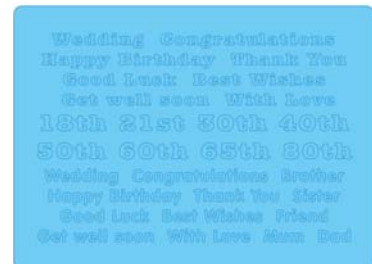 Wedding Congratulations
Happy Birthday Thank You
Good Luck Best Wishes
Get well soon With Love
18th 21st 30th 40th
50th 60th 65th 80th
Wedding Congratulations Brother
Happy Birthday Thank You Sister
Good Luck Best Wishes Friend
Get well soon With Love Mum Dad